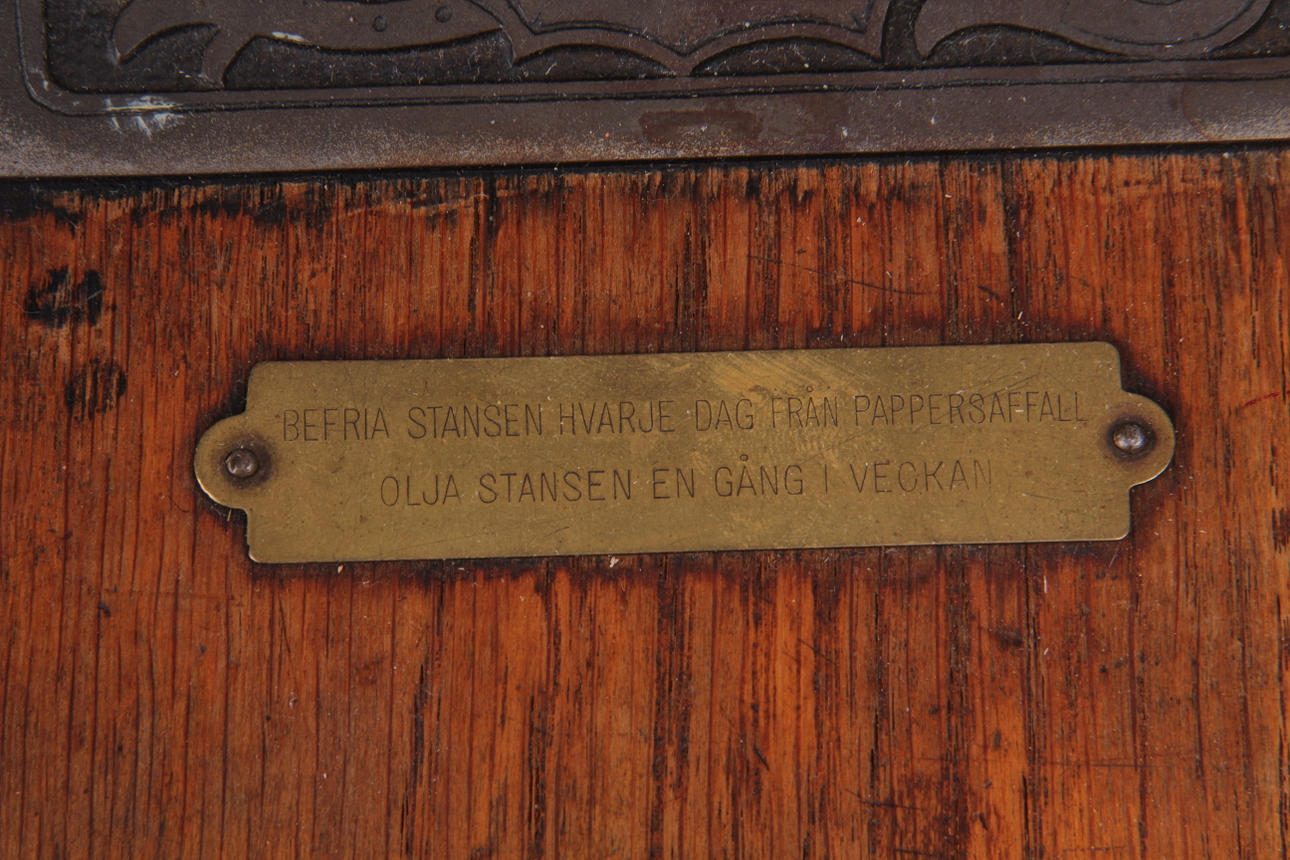 BEFRIA STANSEN HVARJE DAG FRÅN PAPPERSAFFALL
OLJA STANSEN EN GÅNG I VECKAN